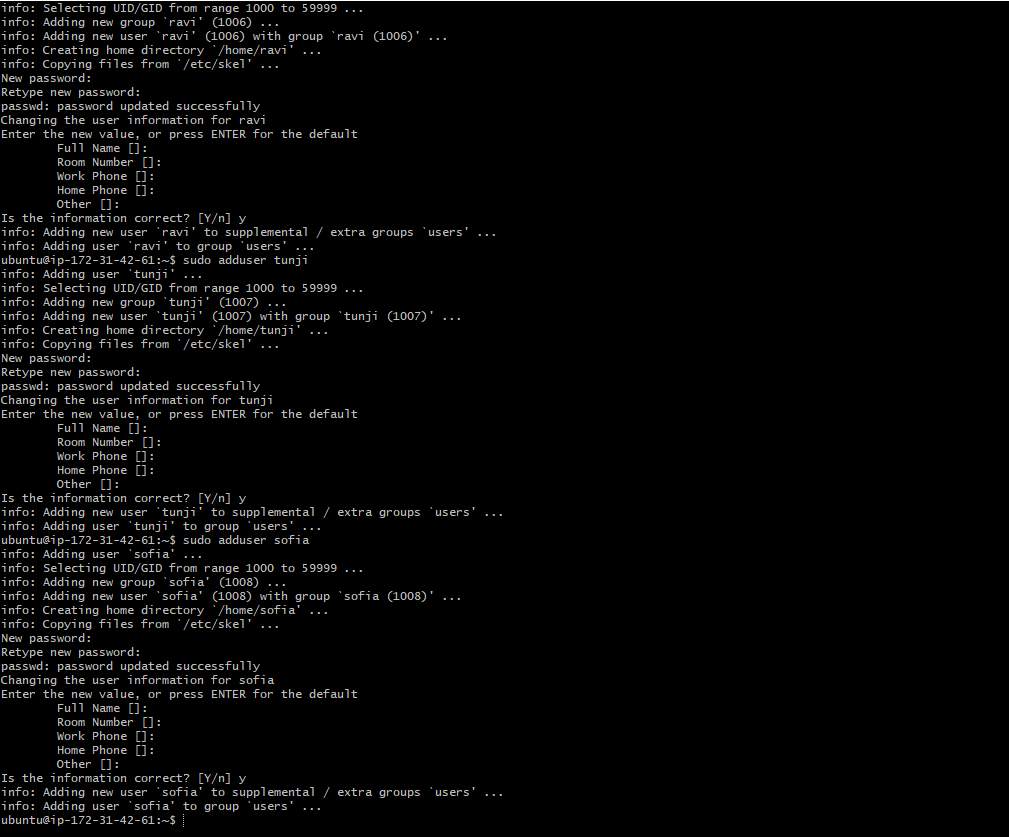 info: Selecting UID/GID from range 1000 to 59999 ...
info: Adding new group `ravi' (1006) ...
info: Adding new user `ravi' (1006) with group `ravi (1006)' ...
info: Creating home directory `/home/ravi' ...
info: Copying files from `/etc/skel' ...
New password:
Retype new password:
passwd: password updated successfully
Changing the user information for ravi
Enter the new value, or press ENTER for the default
        Full Name []:
        Room Number []:
        Work Phone []:
        Home Phone []:
        Other []:
Is the information correct? [Y/n] y
info: Adding new user `ravi' to supplemental / extra groups `users' ...
info: Adding user `ravi' to group `users' ...
ubuntu@ip-172-31-42-61:~$ sudo adduser tunji
info: Adding user `tunji' ...
info: Selecting UID/GID from range 1000 to 59999 ...
info: Adding new group `tunji' (1007) ...
info: Adding new user `tunji' (1007) with group `tunji (1007)' ...
info: Creating home directory `/home/tunji' ...
info: Copying files from `/etc/skel' ...
New password:
Retype new password:
passwd: password updated successfully
Changing the user information for tunji
Enter the new value, or press ENTER for the default
        Full Name []:
        Room Number []:
        Work Phone []:
        Home Phone []:
        Other []:
Is the information correct? [Y/n] y
info: Adding new user `tunji' to supplemental / extra groups `users' ...
info: Adding user `tunji' to group `users' ...
ubuntu@ip-172-31-42-61:~$ sudo adduser sofia
info: Adding user `sofia' ...
info: Selecting UID/GID from range 1000 to 59999 ...
info: Adding new group `sofia' (1008) ...
info: Adding new user `sofia' (1008) with group `sofia (1008)' ...
info: Creating home directory `/home/sofia' ...
info: Copying files from `/etc/skel' ...
New password:
Retype new password:
passwd: password updated successfully
Changing the user information for sofia
Enter the new value, or press ENTER for the default
        Full Name []:
        Room Number []:
        Work Phone []:
        Home Phone []:
        Other []:
Is the information correct? [Y/n] y
info: Adding new user `sofia' to supplemental / extra groups `users' ...
info: Adding user `sofia' to group `users' ...
ubuntu@ip-172-31-42-61:~$